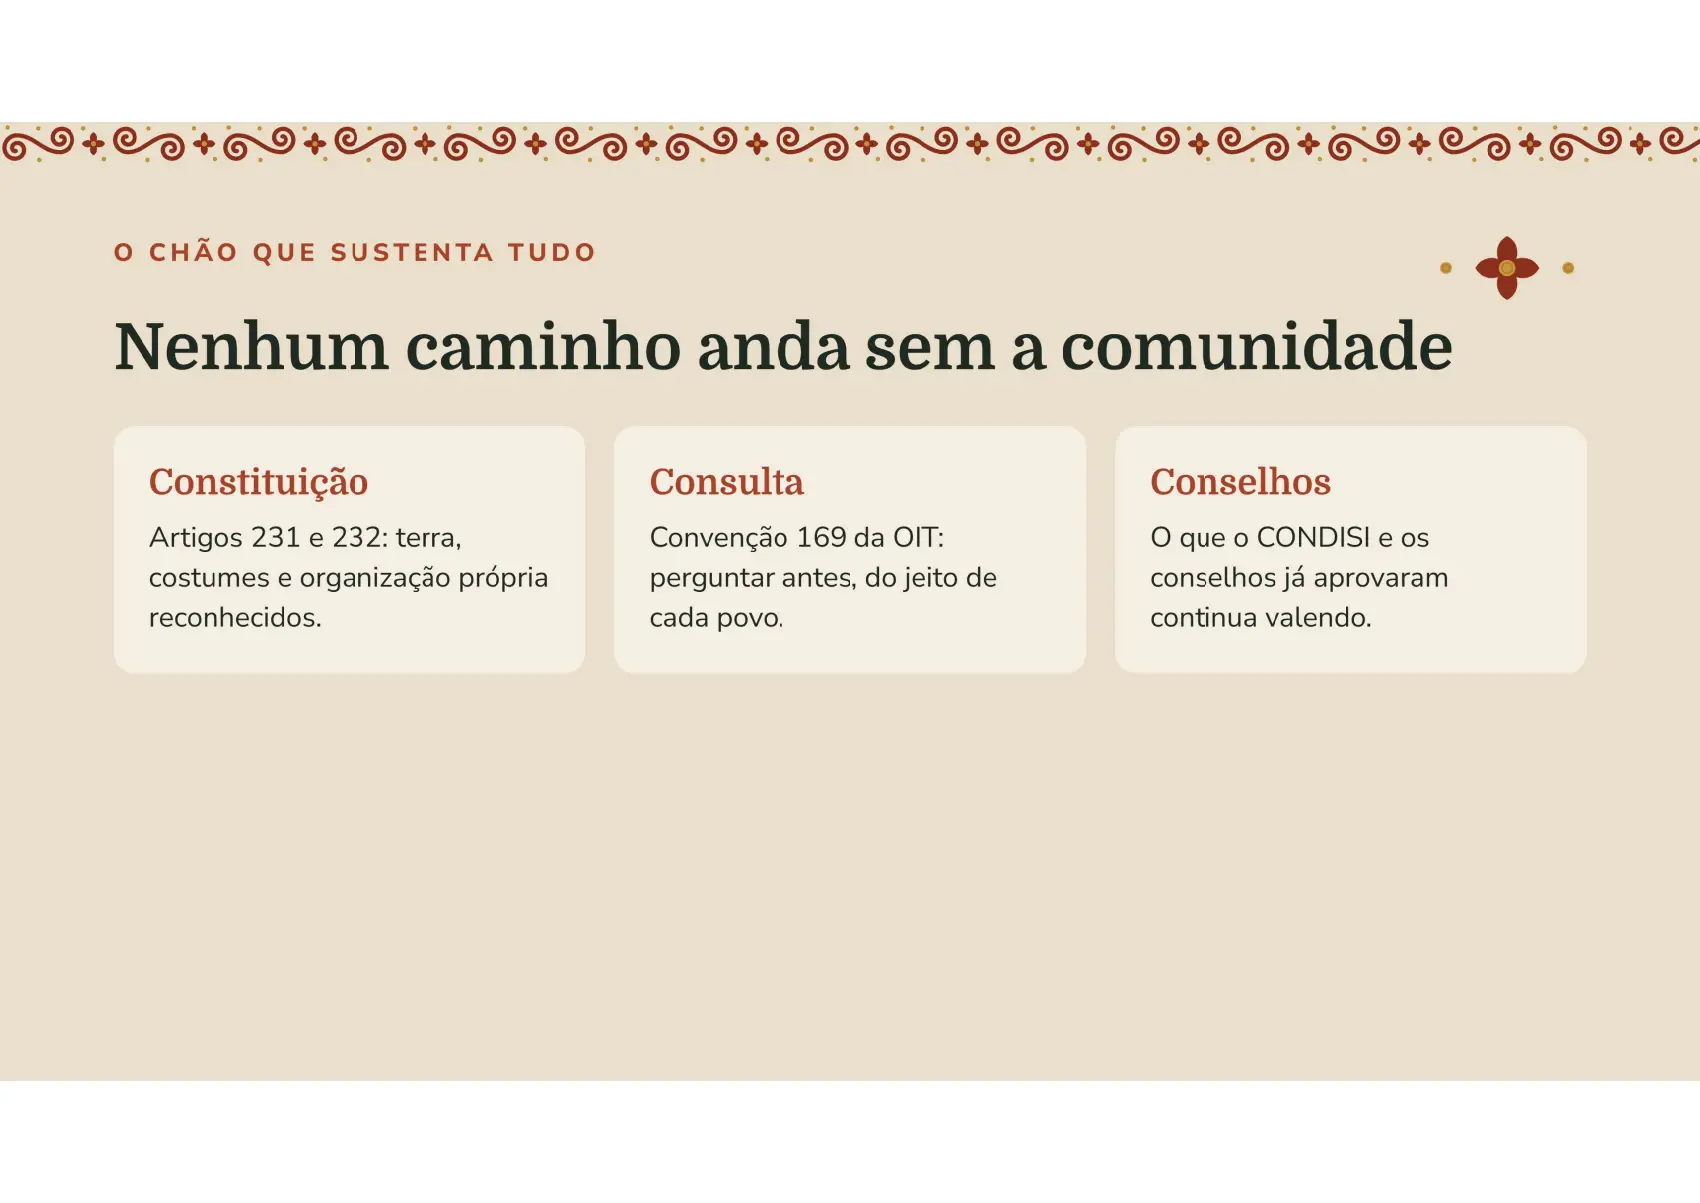 O CHÃO QUE SUSTENTA TUDO
Nenhum caminho anda sem a comunidade
Constituição
Artigos 231 e 232: terra,
costumes e organização própria
reconhecidos.
Consulta
Convenção 169 da OIT:
perguntar antes, do jeito de
cada povo.
Conselhos
O que o CONDISI e os
conselhos já aprovaram
continua valendo.